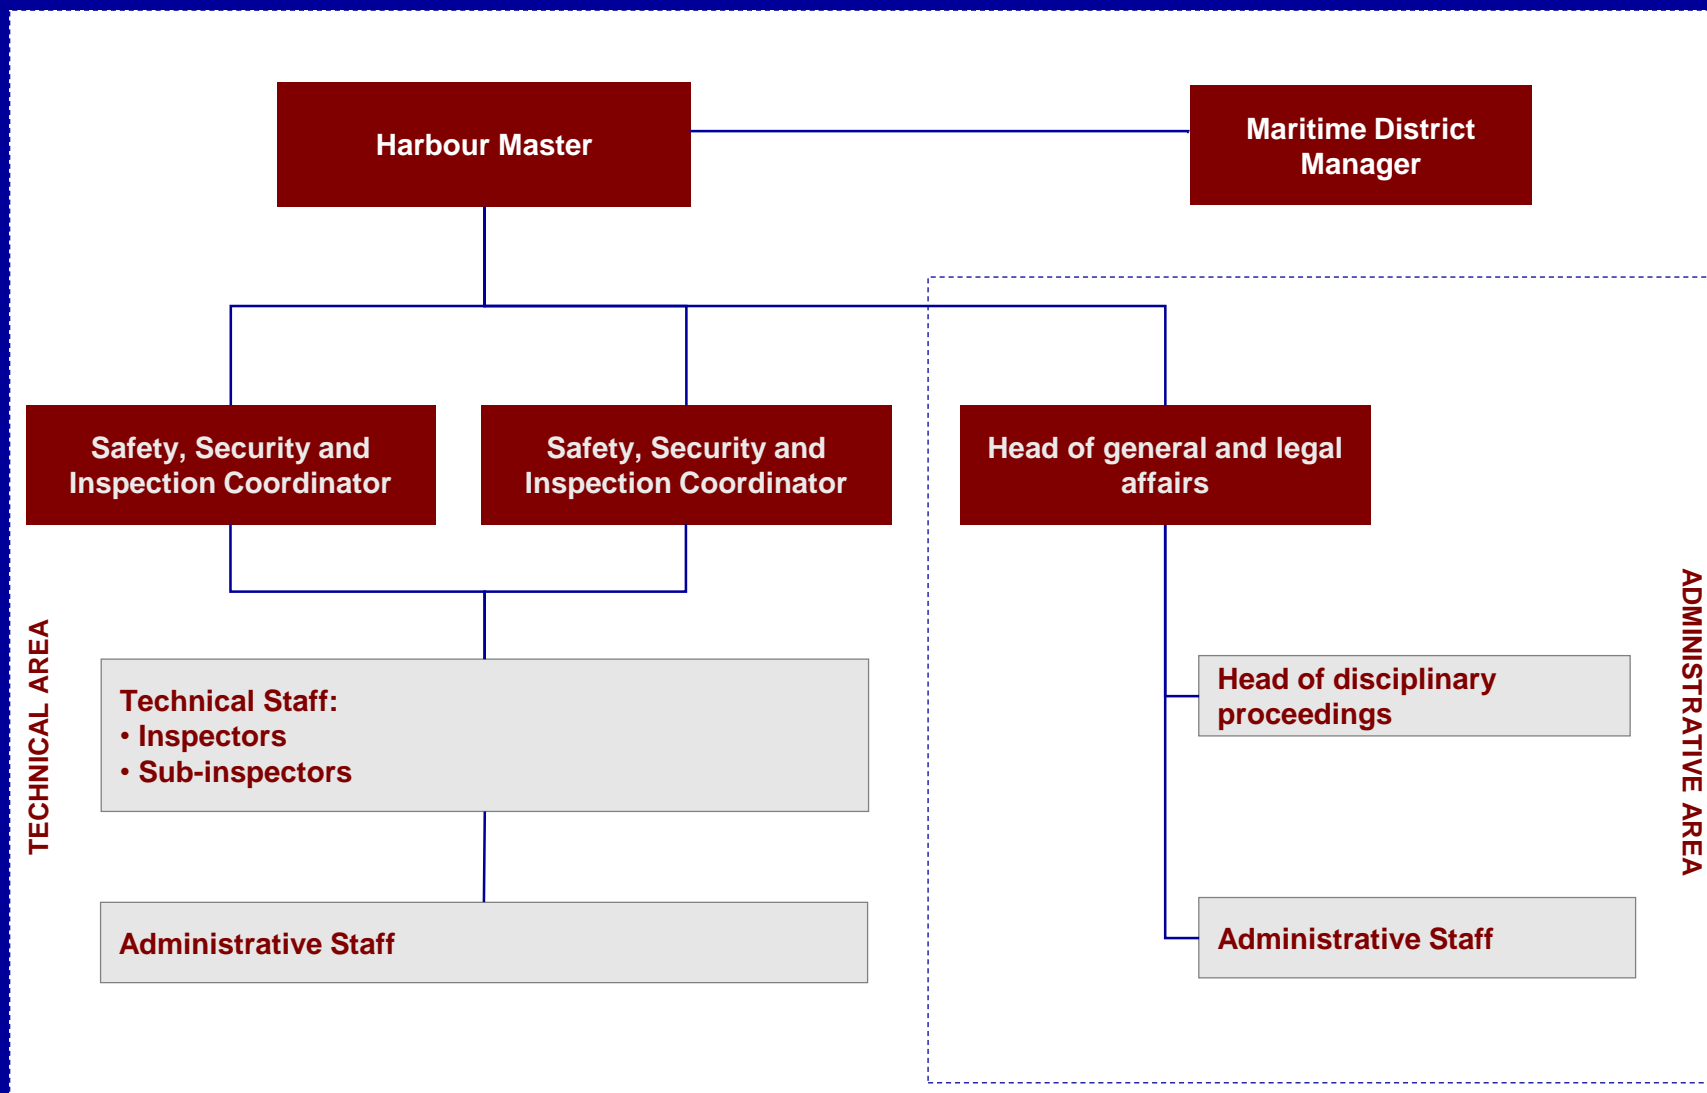 Harbour Master
Maritime District
Manager
Safety, Security and
Inspection Coordinator
Safety, Security and
Inspection Coordinator
Head of general and legal
affairs
TECHNICAL AREA
Technical Staff:
• Inspectors
• Sub-inspectors
Administrative Staff
Head of disciplinary
proceedings
Administrative Staff
ADMINISTRATIVE AREA